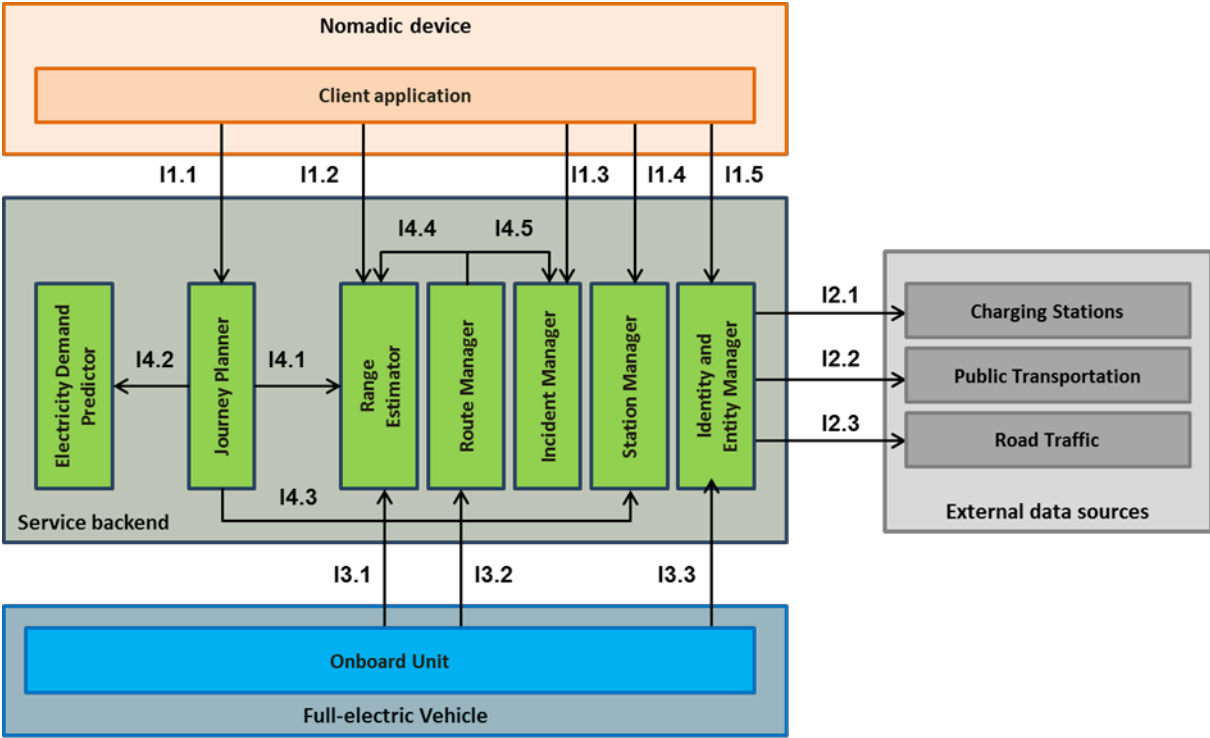 Nomadic device
Client application
I1.1
I1.2
I1.3
I1.4
I1.5
I4.4
I4.5
Electricity Demand
Predictor
I4.2
Journey Planner
I4.1
Range
Estimator
Route Manager
Incident Manager
Station Manager
Identity and
Entity Manager
I2.1
I2.2
I2.3
Charging Stations
Public Transportation
Road Traffic
External data sources
I4.3
Service backend
I3.1
I3.2
I3.3
Onboard Unit
Full-electric Vehicle